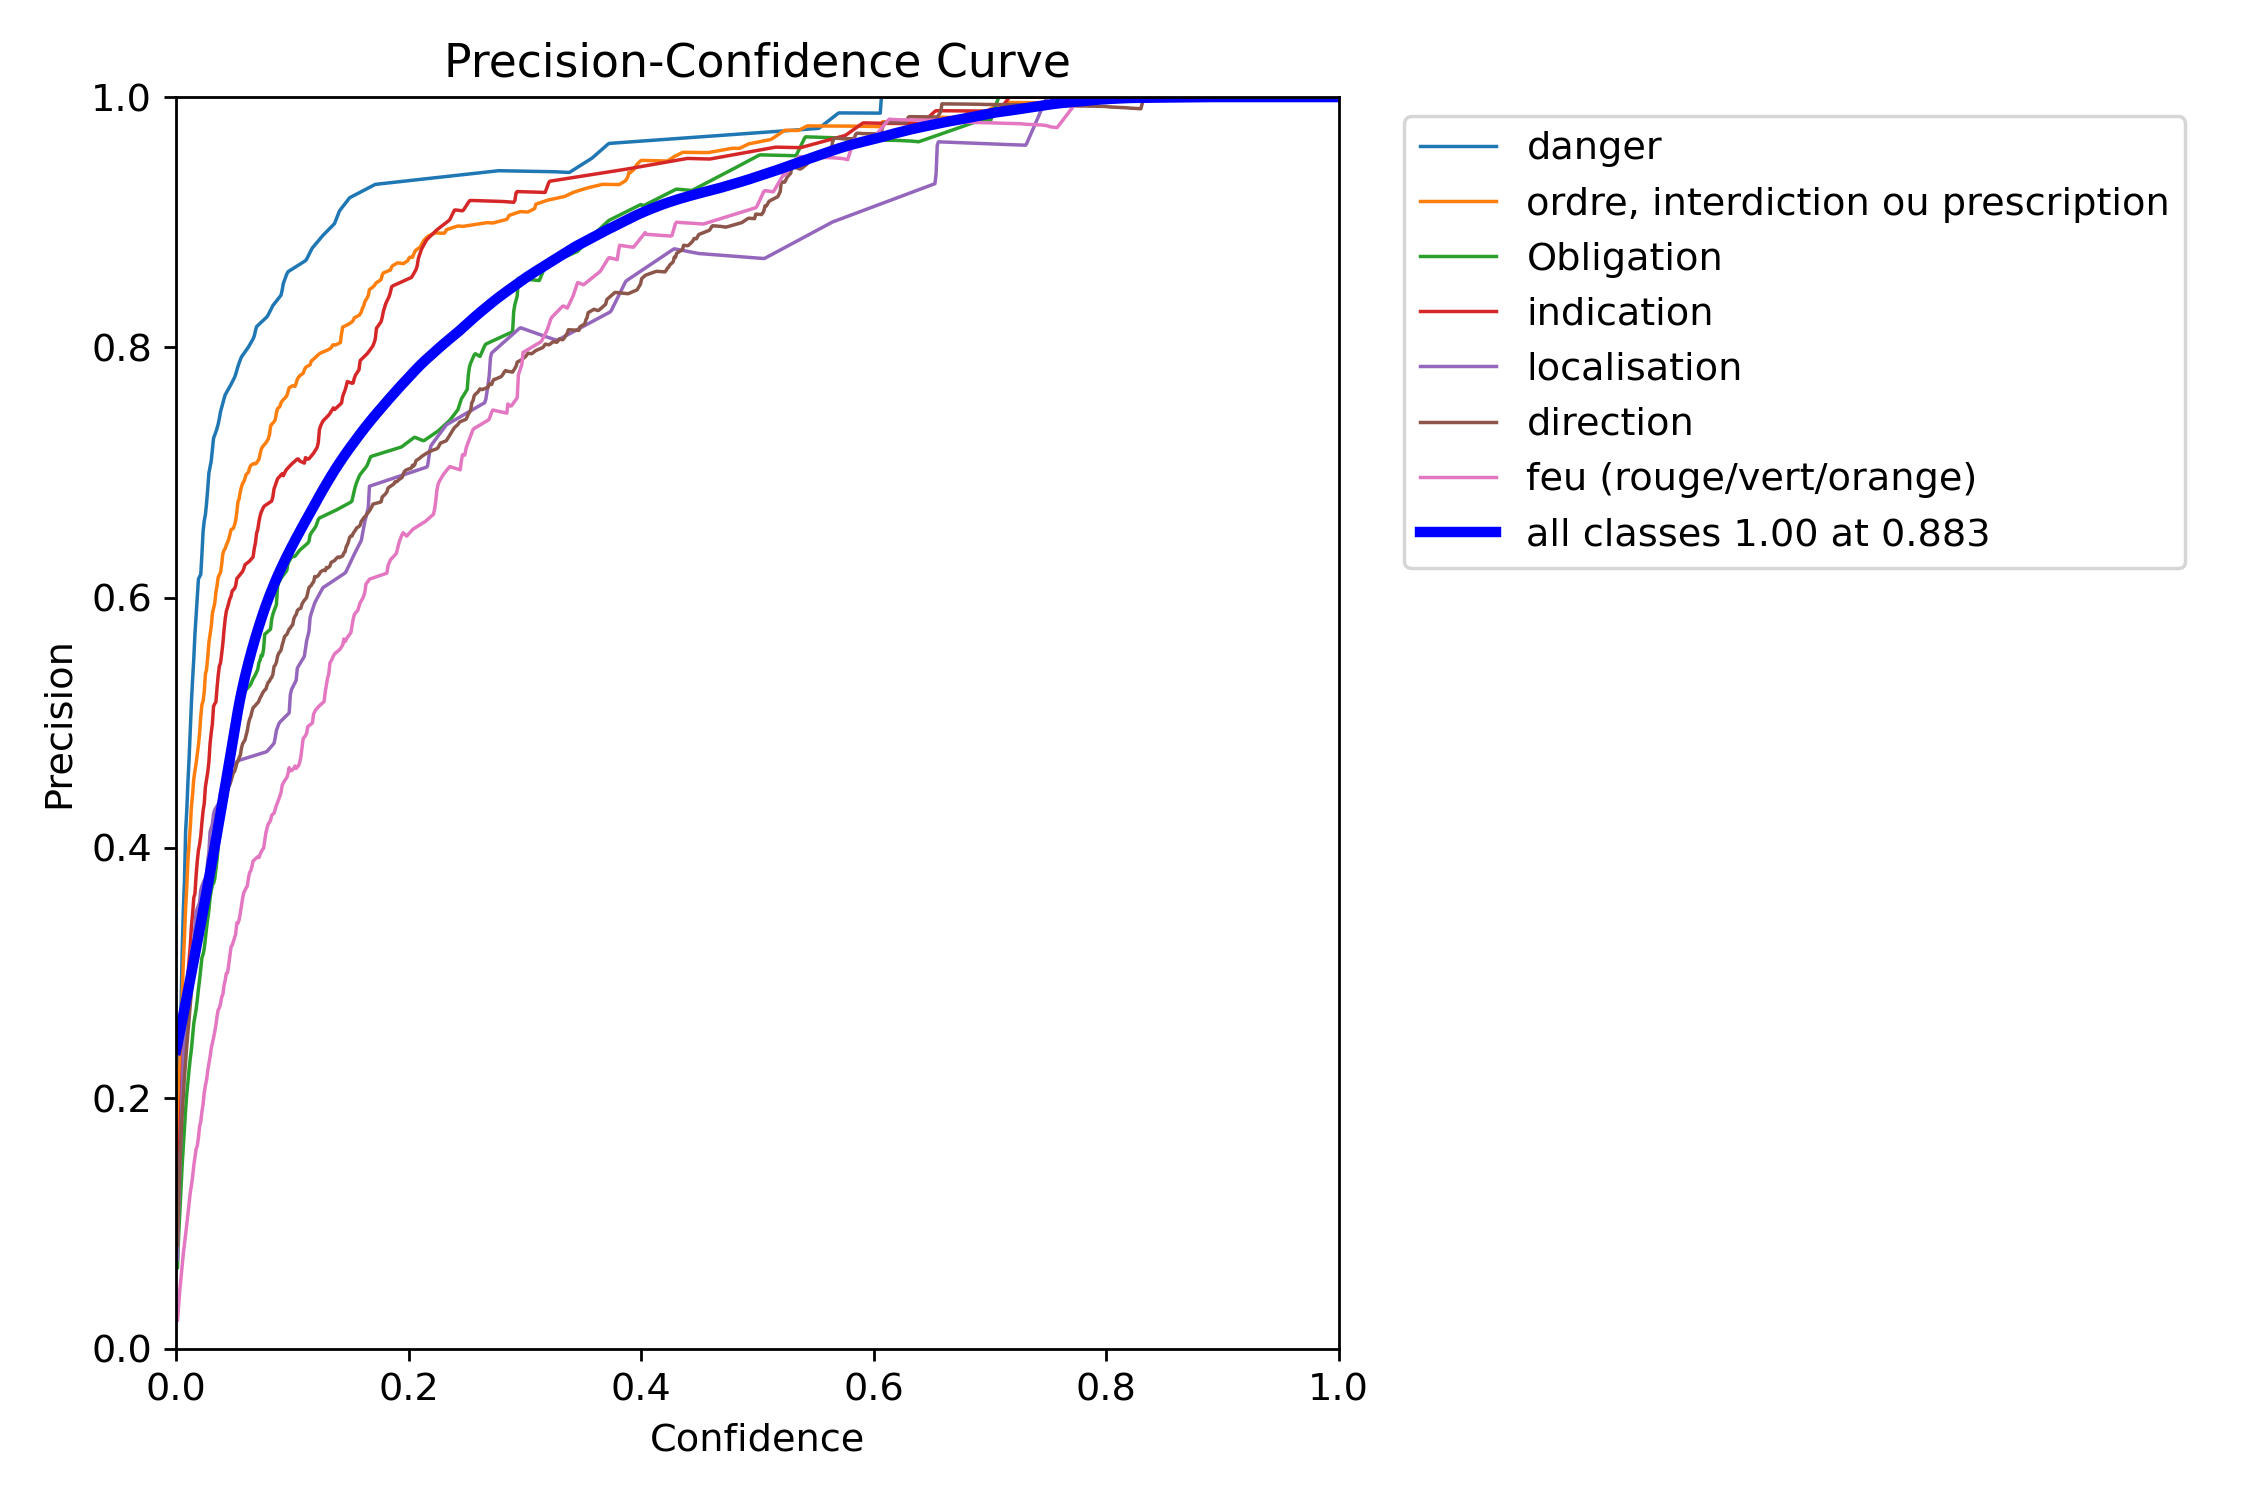 Precision-Confidence Curve
1.0
0.8
0.6
0.4
0.2
0.0
Precision
0.0 0.2 0.4 0.6 0.8 1.0
Confidence
danger
ordre, interdiction ou prescription
Obligation
indication
localisation
direction
feu (rouge/vert/orange)
all classes 1.00 at 0.883